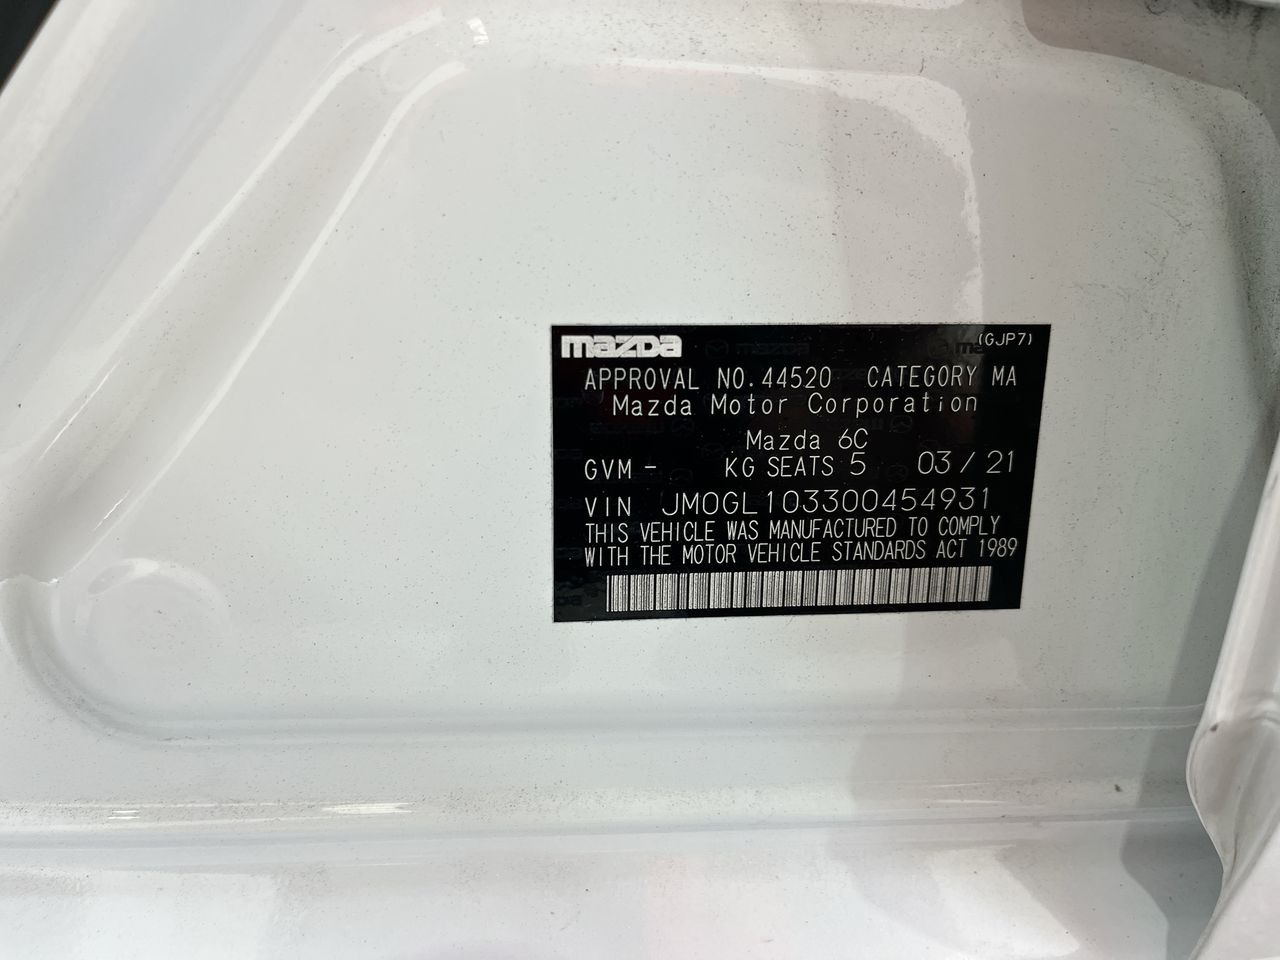 mazda
(GJP7)
APPROVAL NO.44520 CATEGORY MA
Mazda Motor Corporation
Mazda 6C
GVM - KG SEATS 5 03/21
VIN JM0GL103300454931
THIS VEHICLE WAS MANUFACTURED TO COMPLY
WITH THE MOTOR VEHICLE STANDARDS ACT 1989